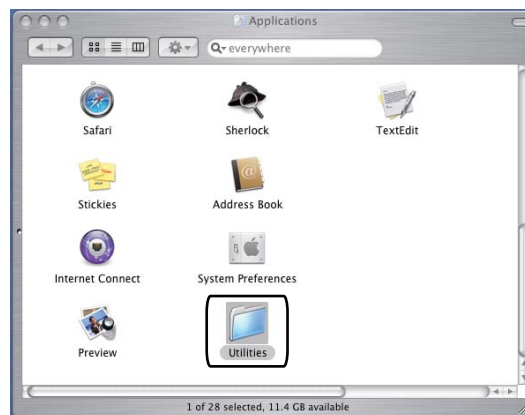 Applications
everywhere
Safari
Sherlock
TextEdit
Stickies
Address Book
Internet Connect
System Preferences
Preview
Utilities
1 of 28 selected, 11.4 GB available